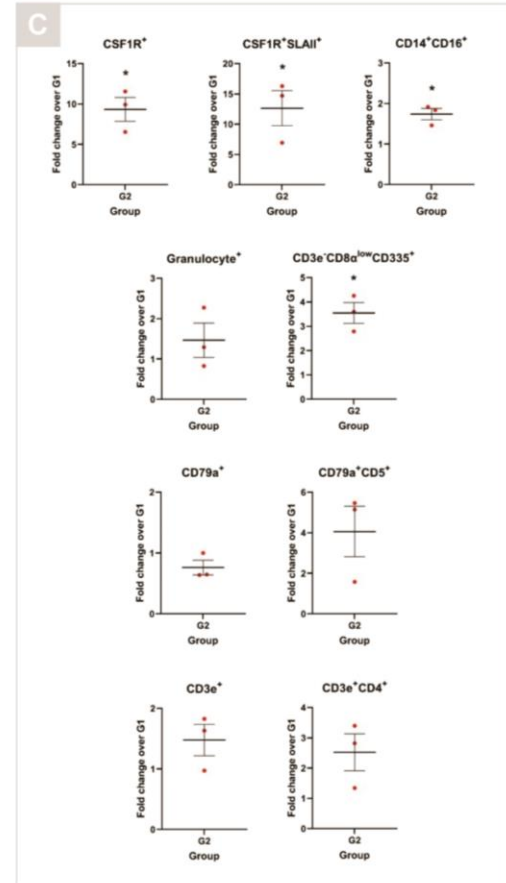 C
CSF1R⁺
CSF1R⁺SLAII⁺
CD14⁺CD16⁺
Fold change over G1
15
10
5
0
*
G2
Group
Fold change over G1
20
15
10
5
0
*
G2
Group
Fold change over G1
3
2
1
0
*
G2
Group
Granulocyte⁺
CD3e⁻CD8αˡᵒʷCD335⁺
Fold change over G1
3
2
1
0
G2
Group
Fold change over G1
5
4
3
2
1
0
*
G2
Group
CD79a⁺
CD79a⁺CD5⁺
Fold change over G1
2
1
0
G2
Group
Fold change over G1
6
4
2
0
G2
Group
CD3e⁺
CD3e⁺CD4⁺
Fold change over G1
2
1
0
G2
Group
Fold change over G1
4
3
2
1
0
G2
Group